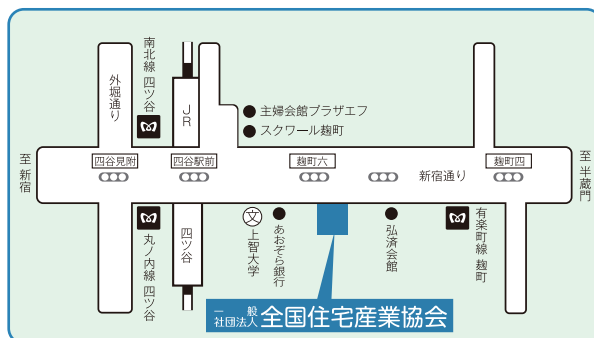 南北線 四ツ谷
外堀通り
JR
主婦会館プラザエフ
スクワール麹町
至 新宿
四谷見附
四谷駅前
麹町六
新宿通り
麹町四
至 半蔵門
丸ノ内線 四ツ谷
四ツ谷
文
上智大学
あおぞら銀行
弘済会館
有楽町線 麹町
一般社団法人 全国住宅産業協会